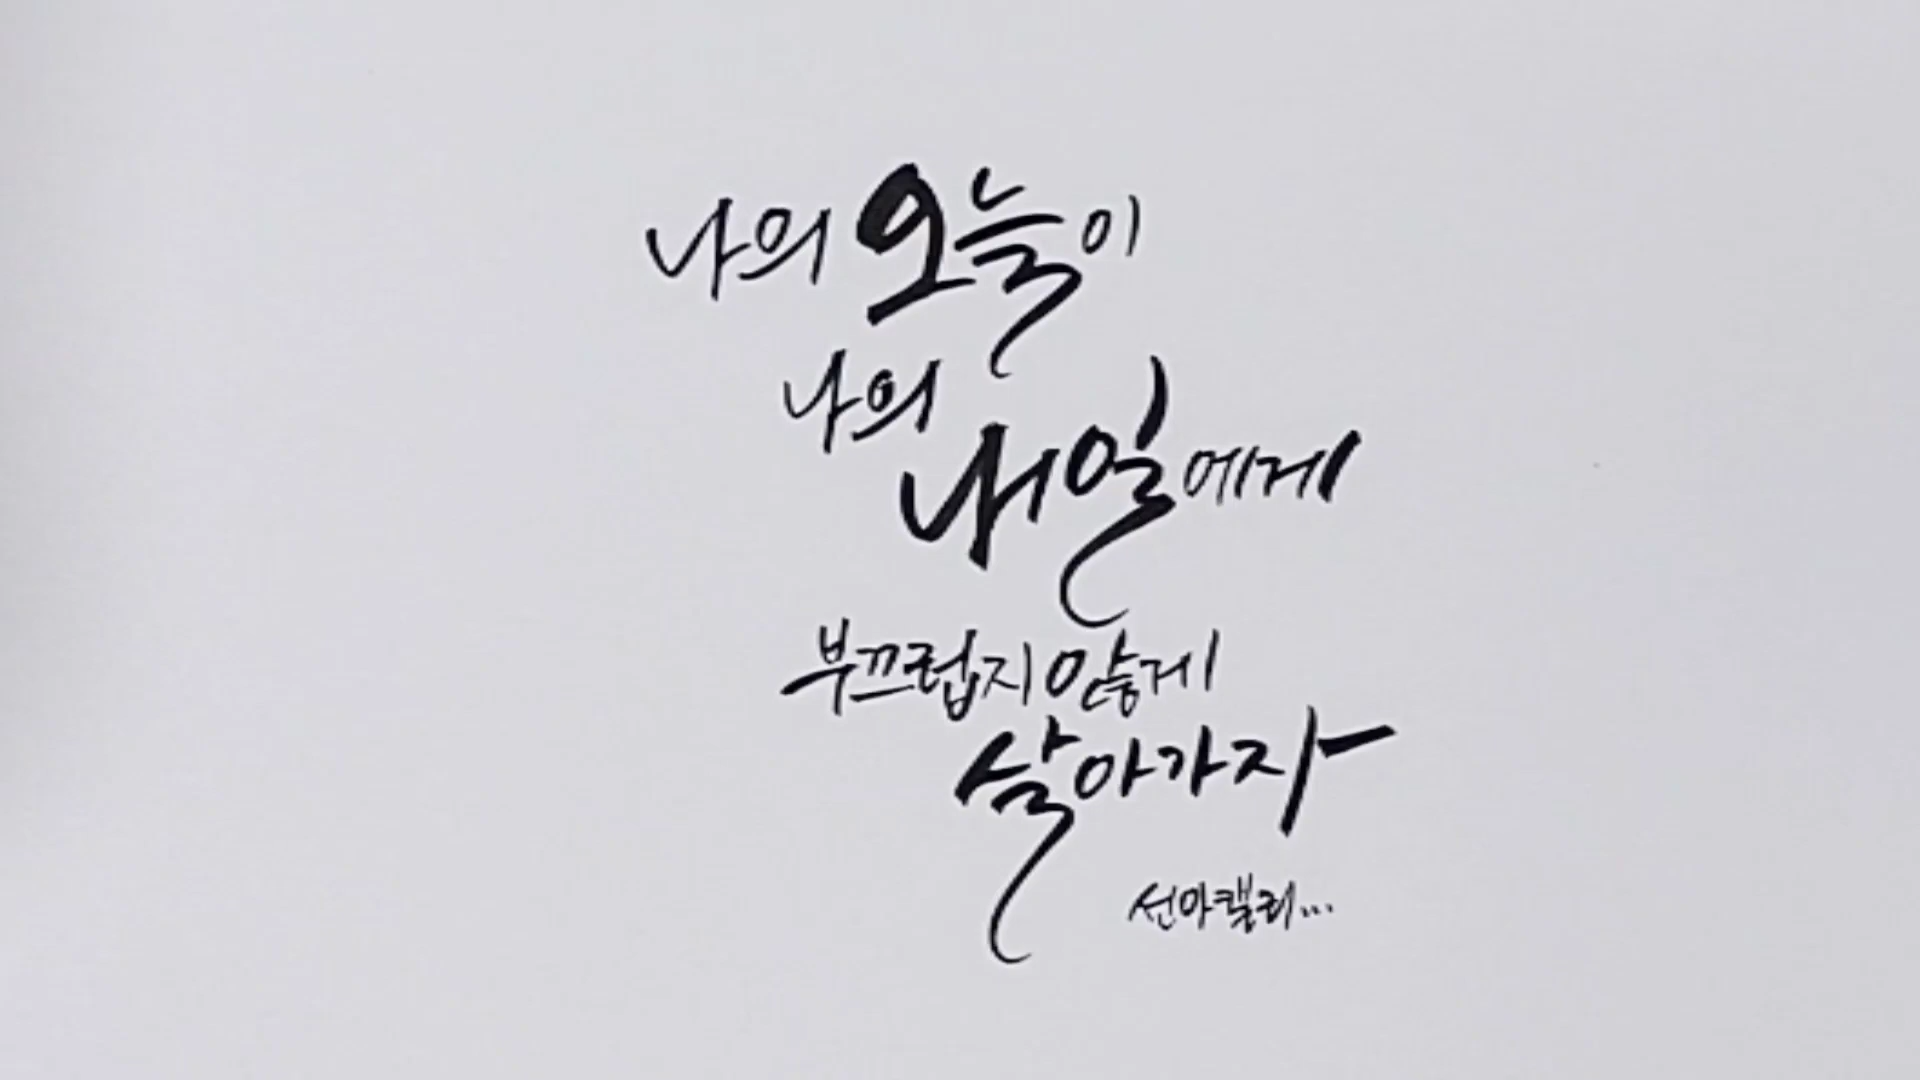 나의 오늘이
나의
내일에게
부끄럽지 않게
살아가자
선아캘리...